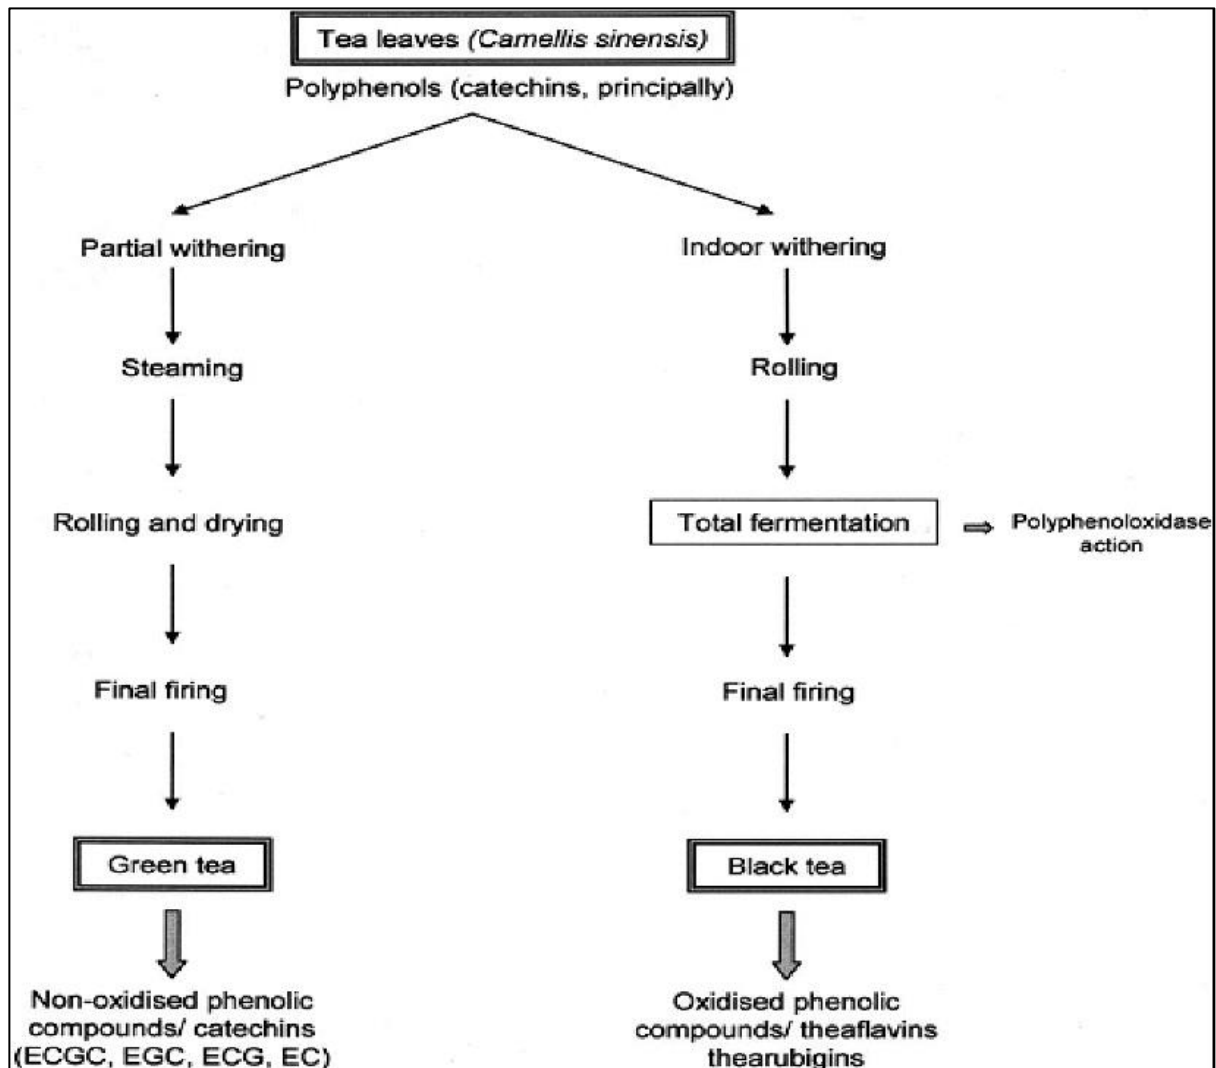 Tea leaves (Camellis sinensis)
Polyphenols (catechins, principally)
Partial withering
Steaming
Rolling and drying
Final firing
Green tea
Non-oxidised phenolic
compounds/ catechins
(ECGC, EGC, ECG, EC)
Indoor withering
Rolling
Total fermentation
Polyphenoloxidase
action
Final firing
Black tea
Oxidised phenolic
compounds/ theaflavins
thearubigins